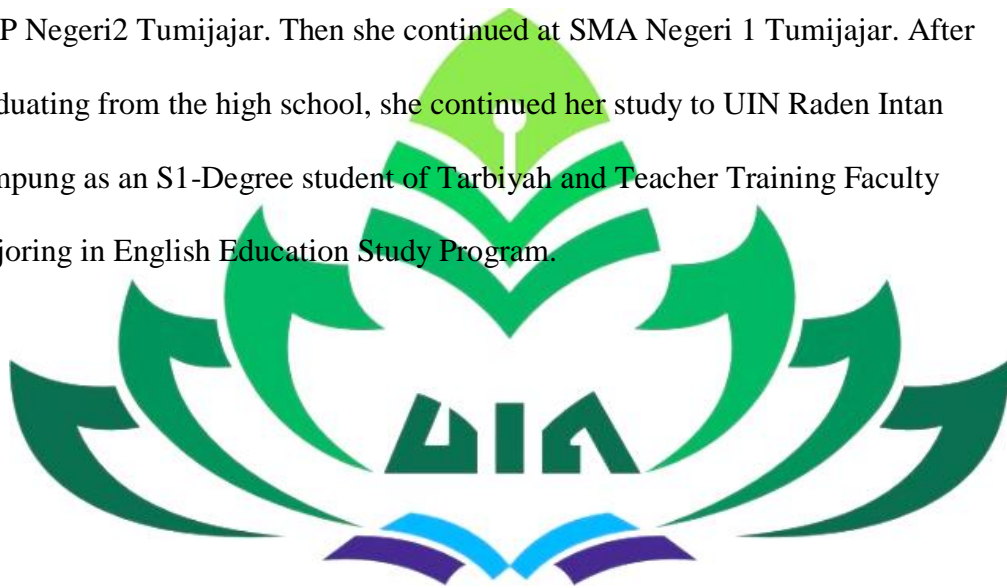 P Negeri2 Tumijajar. Then she continued at SMA Negeri 1 Tumijajar. After
duating from the high school, she continued her study to UIN Raden Intan
mpung as an S1-Degree student of Tarbiyah and Teacher Training Faculty
joring in English Education Study Program.
UIN